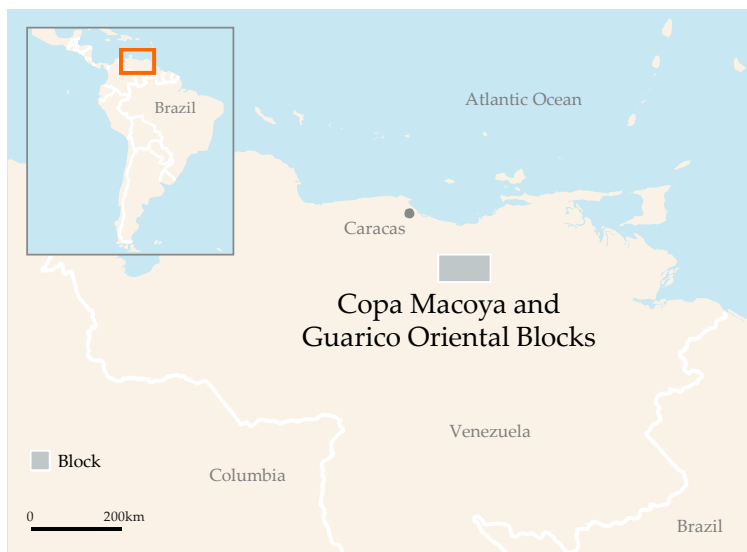 Brazil
Atlantic Ocean
Caracas
Copa Macoya and
Guarico Oriental Blocks
Venezuela
Block
Columbia
0 200km
Brazil